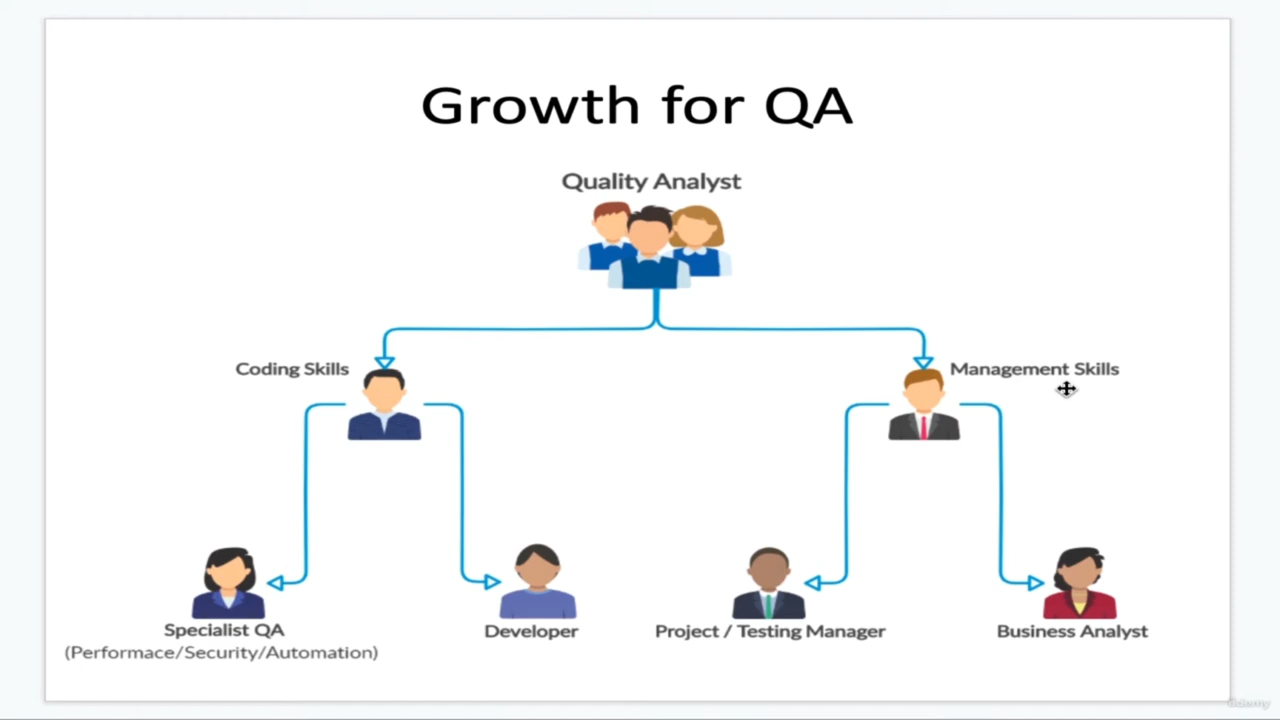 Growth for QA
Quality Analyst
Coding Skills
Management Skills
Specialist QA
(Performace/Security/Automation)
Developer
Project / Testing Manager
Business Analyst
Udemy